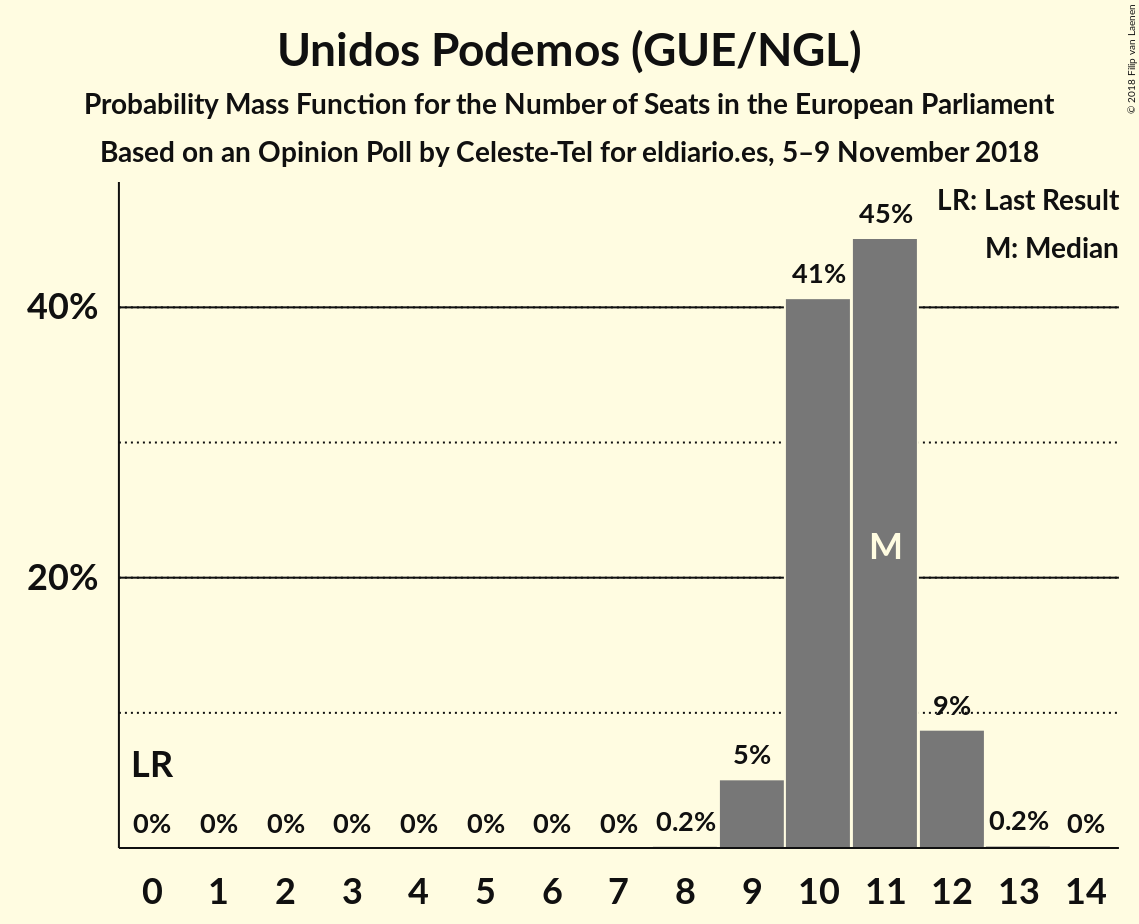 Unidos Podemos (GUE/NGL)
Probability Mass Function for the Number of Seats in the European Parliament
Based on an Opinion Poll by Celeste-Tel for eldiario.es, 5–9 November 2018
© 2018 Filip van Laenen
LR: Last Result
M: Median
45%
41%
40%
M
20%
9%
5%
LR
0% 0% 0% 0% 0% 0% 0% 0% 0.2% 0.2% 0%
0 1 2 3 4 5 6 7 8 9 10 11 12 13 14